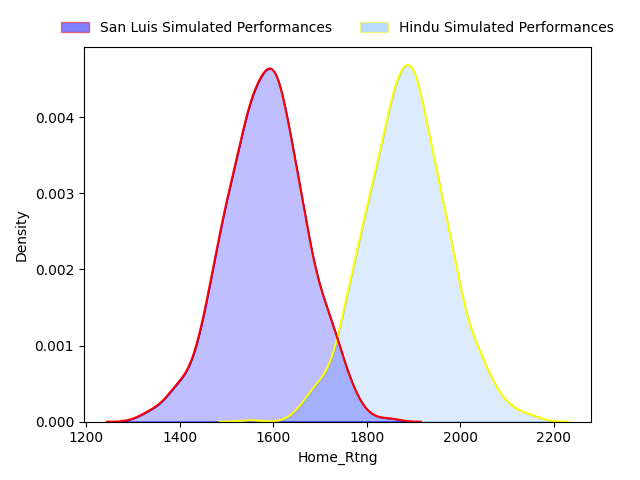 San Luis Simulated Performances
Hindu Simulated Performances
0.004
0.003
0.002
0.001
0.000
Density
1200 1400 1600 1800 2000 2200
Home_Rtng